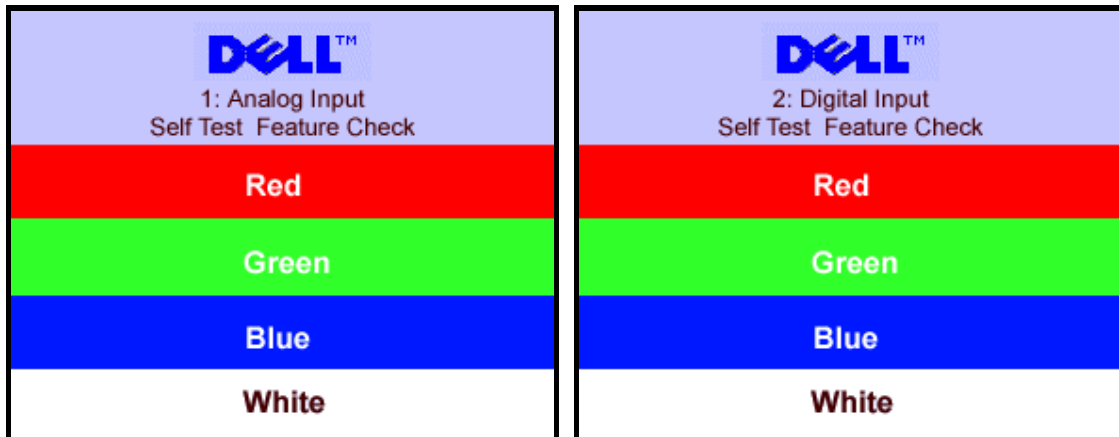 DELL™
1: Analog Input
Self Test Feature Check
Red
Green
Blue
White
DELL™
2: Digital Input
Self Test Feature Check
Red
Green
Blue
White